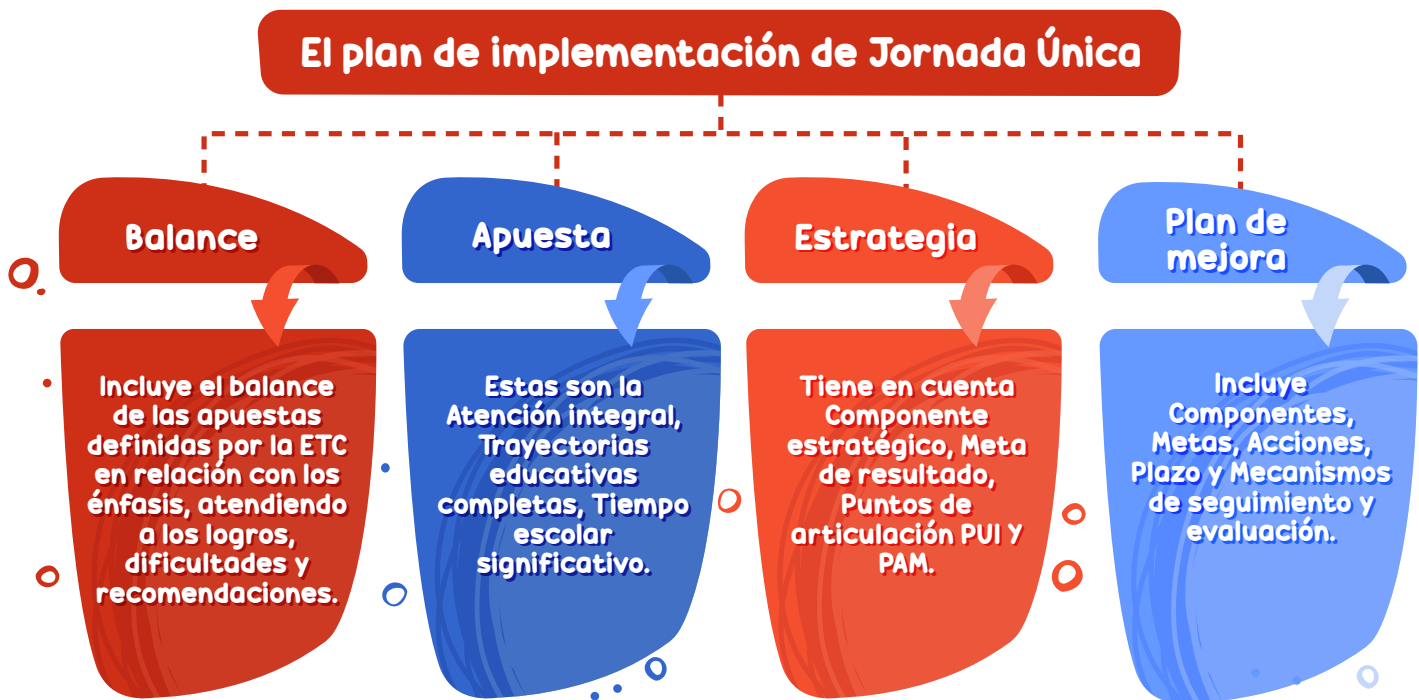 El plan de implementación de Jornada Única
Balance
Incluye el balance
de las apuestas
definidas por la ETC
en relación con los
énfasis, atendiendo
a los logros,
dificultades y
recomendaciones.
Apuesta
Estas son la
Atención integral,
Trayectorias
educativas
completas, Tiempo
escolar
significativo.
Estrategia
Tiene en cuenta
Componente
estratégico, Meta
de resultado,
Puntos de
articulación PUI Y
PAM.
Plan de
mejora
Incluye
Componentes,
Metas, Acciones,
Plazo y Mecanismos
de seguimiento y
evaluación.